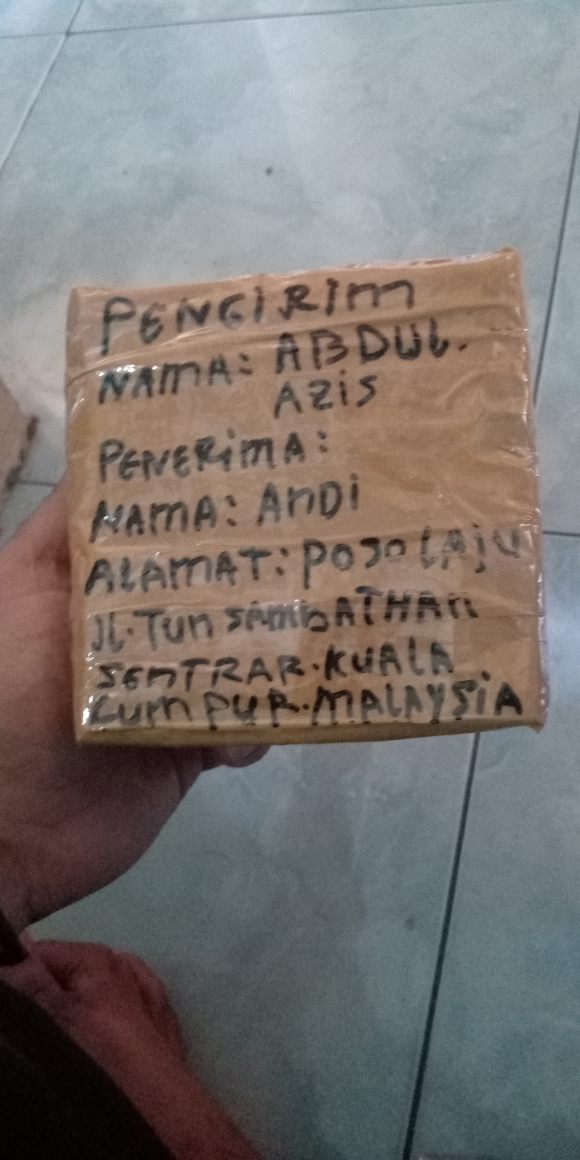 PENGIRIM
NAMA: ABDUL.
AZIS
PENERIMA:
NAMA: ANDI
ALAMAT: POJO LAJU
JL. TUN SAMBATHAN
SENTRAR. KUALA
LUMPUR. MALAYSIA